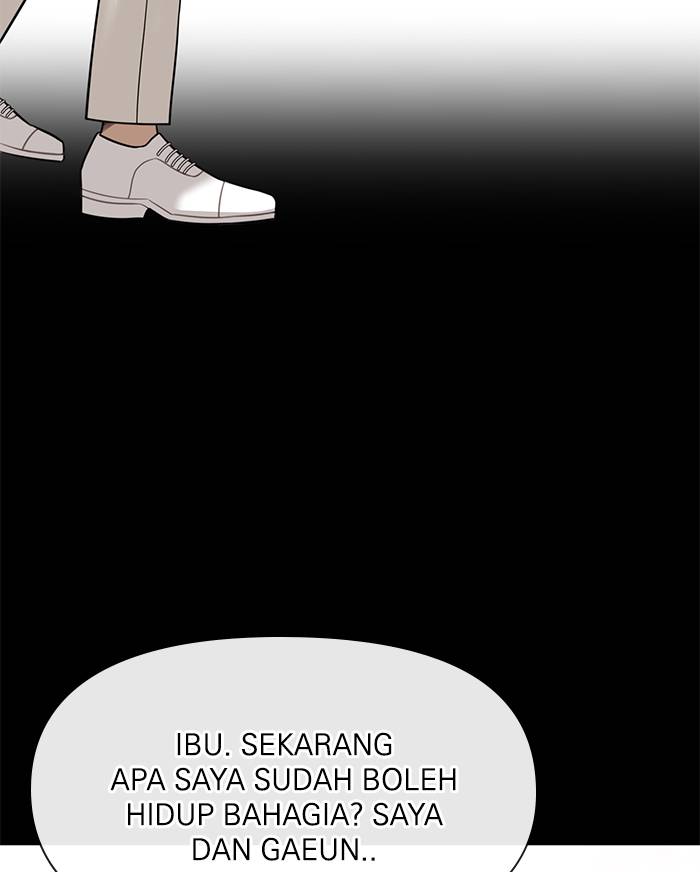 IBU. SEKARANG
APA SAYA SUDAH BOLEH
HIDUP BAHAGIA? SAYA
DAN GAEUN..